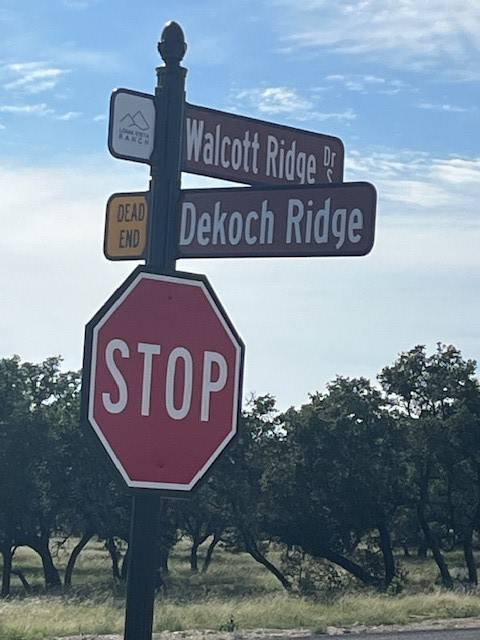 LOMA VISTA
RANCH
Walcott Ridge Dr
S
DEAD
END
Dekoch Ridge
STOP